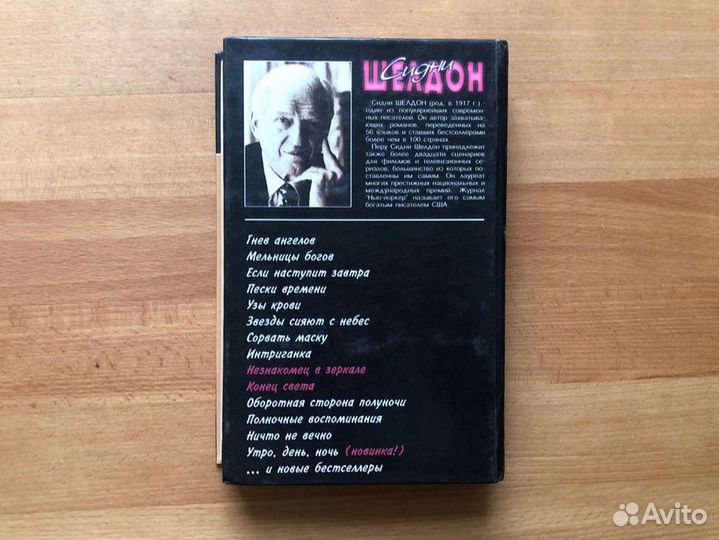 Сидни
ШЕЛДОН
Сидни ШЕЛДОН (род. в 1917 г.) -
один из популярнейших современ-
ных писателей. Он автор захватыва-
ющих романов, переведенных на
56 языков и ставших бестселлерами
более чем в 100 странах.
Перу Сидни Шелдон принадлежит
также более двадцати сценариев
для фильмов и телевизионных се-
риалов, большинство из которых по-
ставленны им самим. Он лауреат
многих престижных национальных и
международных премий. Журнал
"Нью-йоркер" называет его самым
богатым писателем США
Гнев ангелов
Мельницы богов
Если наступит завтра
Пески времени
Узы крови
Звезды сияют с небес
Сорвать маску
Интриганка
Незнакомец в зеркале
Конец света
Оборотная сторона полуночи
Полночные воспоминания
Ничто не вечно
Утро, день, ночь (новинка!)
... и новые бестселлеры
Avito